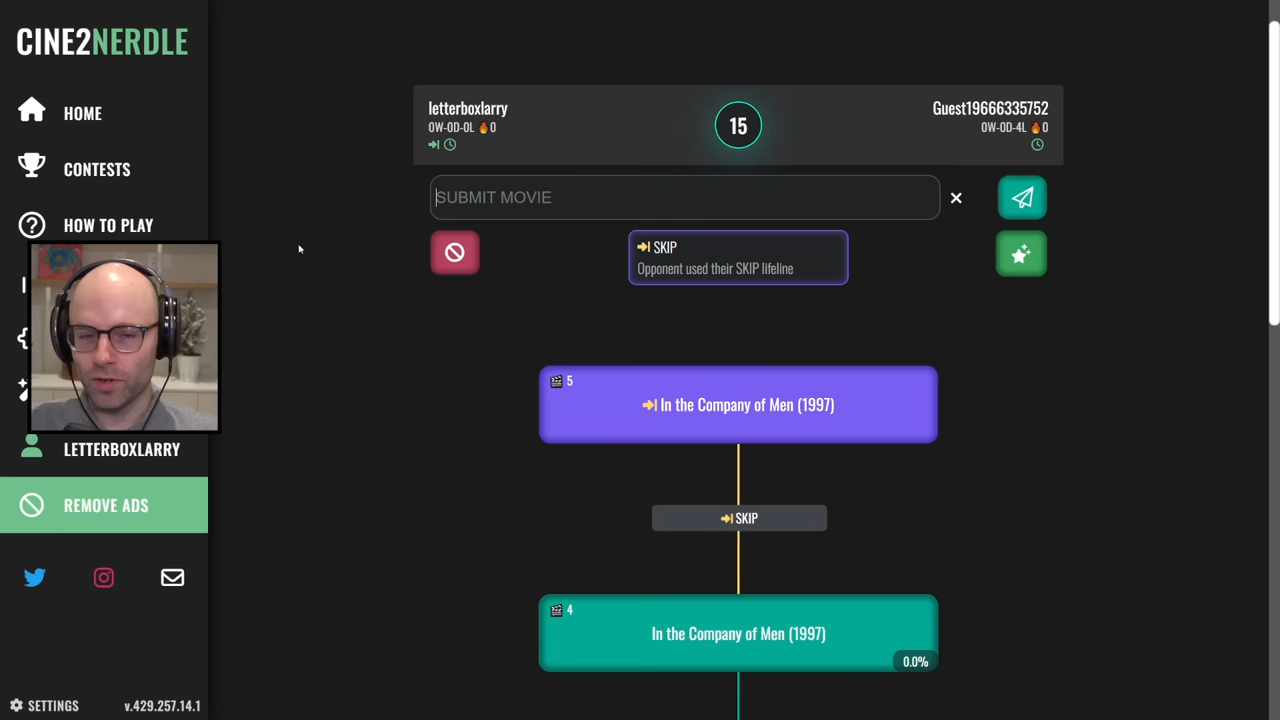 CINE2NERDLE
HOME
CONTESTS
HOW TO PLAY
LETTERBOXLARRY
REMOVE ADS
SETTINGS
v.429.257.14.1
letterboxlarry
0W-0D-0L 🔥0
15
Guest19666335752
0W-0D-4L 🔥0
SUBMIT MOVIE
SKIP
Opponent used their SKIP lifeline
5
In the Company of Men (1997)
SKIP
4
In the Company of Men (1997)
0.0%